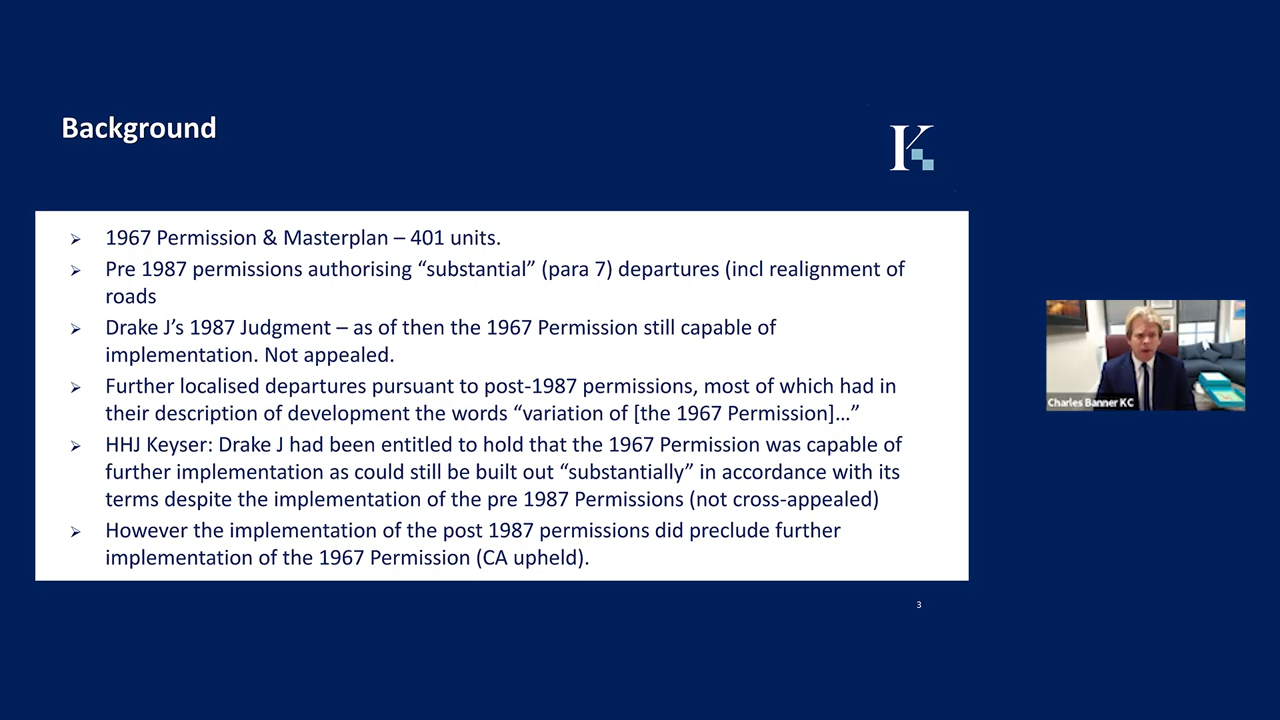 Background
K
➢ 1967 Permission & Masterplan – 401 units.
➢ Pre 1987 permissions authorising “substantial” (para 7) departures (incl realignment of
roads
➢ Drake J’s 1987 Judgment – as of then the 1967 Permission still capable of
implementation. Not appealed.
➢ Further localised departures pursuant to post-1987 permissions, most of which had in
their description of development the words “variation of [the 1967 Permission]…”
➢ HHJ Keyser: Drake J had been entitled to hold that the 1967 Permission was capable of
further implementation as could still be built out “substantially” in accordance with its
terms despite the implementation of the pre 1987 Permissions (not cross-appealed)
➢ However the implementation of the post 1987 permissions did preclude further
implementation of the 1967 Permission (CA upheld).
3
Charles Banner KC